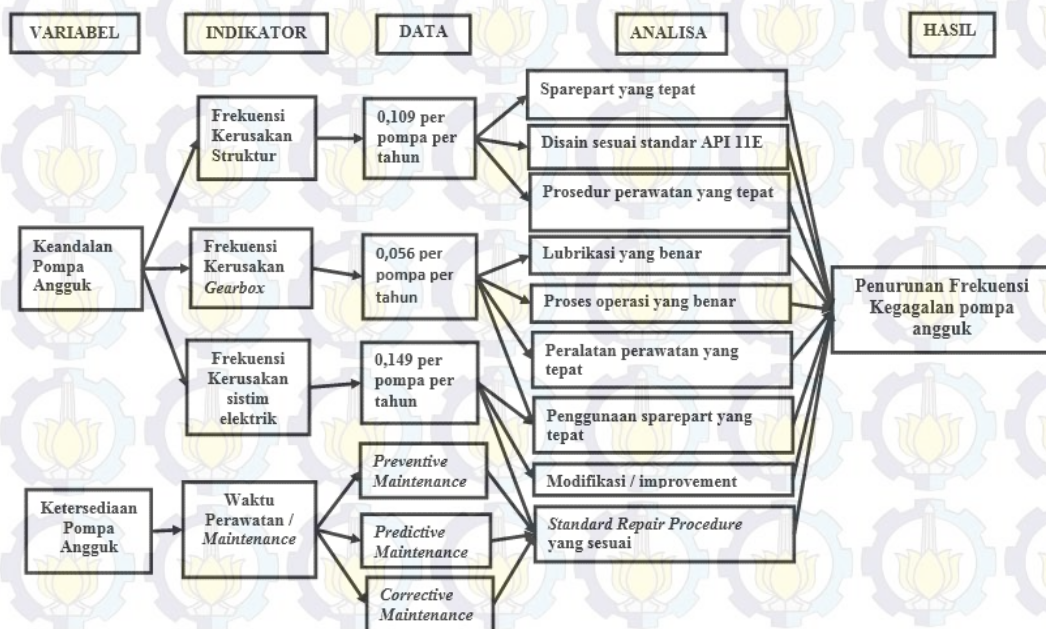 VARIABEL
INDIKATOR
DATA
ANALISA
HASIL
Keandalan
Pompa
Angguk
Ketersediaan
Pompa
Angguk
Frekuensi
Kerusakan
Struktur
Frekuensi
Kerusakan
Gearbox
Frekuensi
Kerusakan
sistim
elektrik
Waktu
Perawatan /
Maintenance
0,109 per
pompa per
tahun
0,056 per
pompa per
tahun
0,149 per
pompa per
tahun
Preventive
Maintenance
Predictive
Maintenance
Corrective
Maintenance
Sparepart yang tepat
Disain sesuai standar API 11E
Prosedur perawatan yang tepat
Lubrikasi yang benar
Proses operasi yang benar
Peralatan perawatan yang
tepat
Penggunaan sparepart yang
tepat
Modifikasi / improvement
Standard Repair Procedure
yang sesuai
Penurunan Frekuensi
Kegagalan pompa
angguk